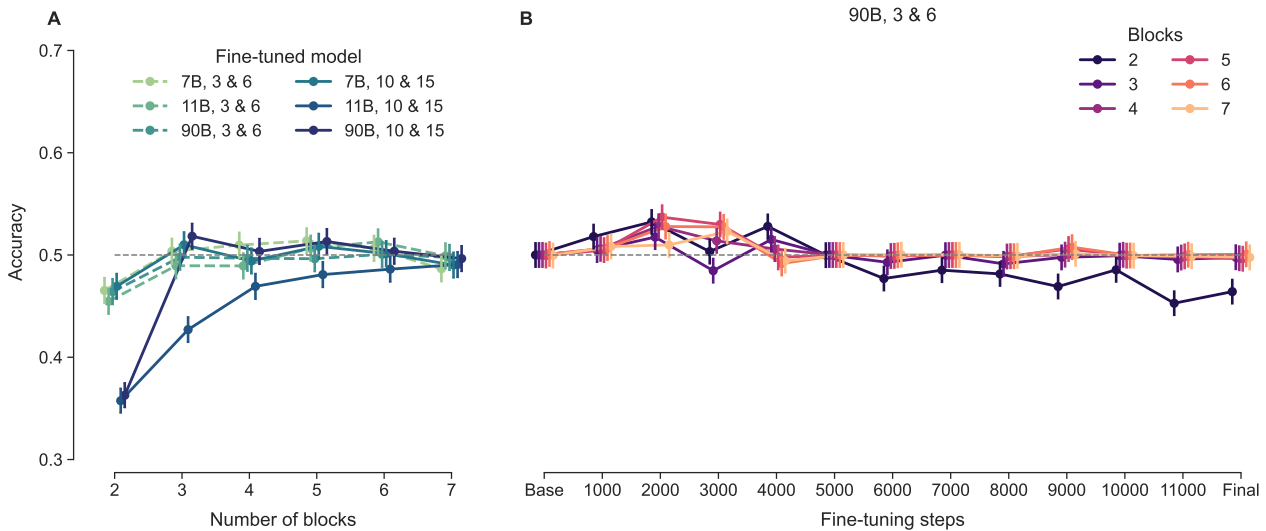 A
Fine-tuned model
7B, 3 & 6
11B, 3 & 6
90B, 3 & 6
7B, 10 & 15
11B, 10 & 15
90B, 10 & 15
0.7
0.6
0.5
0.4
0.3
Accuracy
2 3 4 5 6 7
Number of blocks
B
90B, 3 & 6
Blocks
2
3
4
5
6
7
Base 1000 2000 3000 4000 5000 6000 7000 8000 9000 10000 11000 Final
Fine-tuning steps